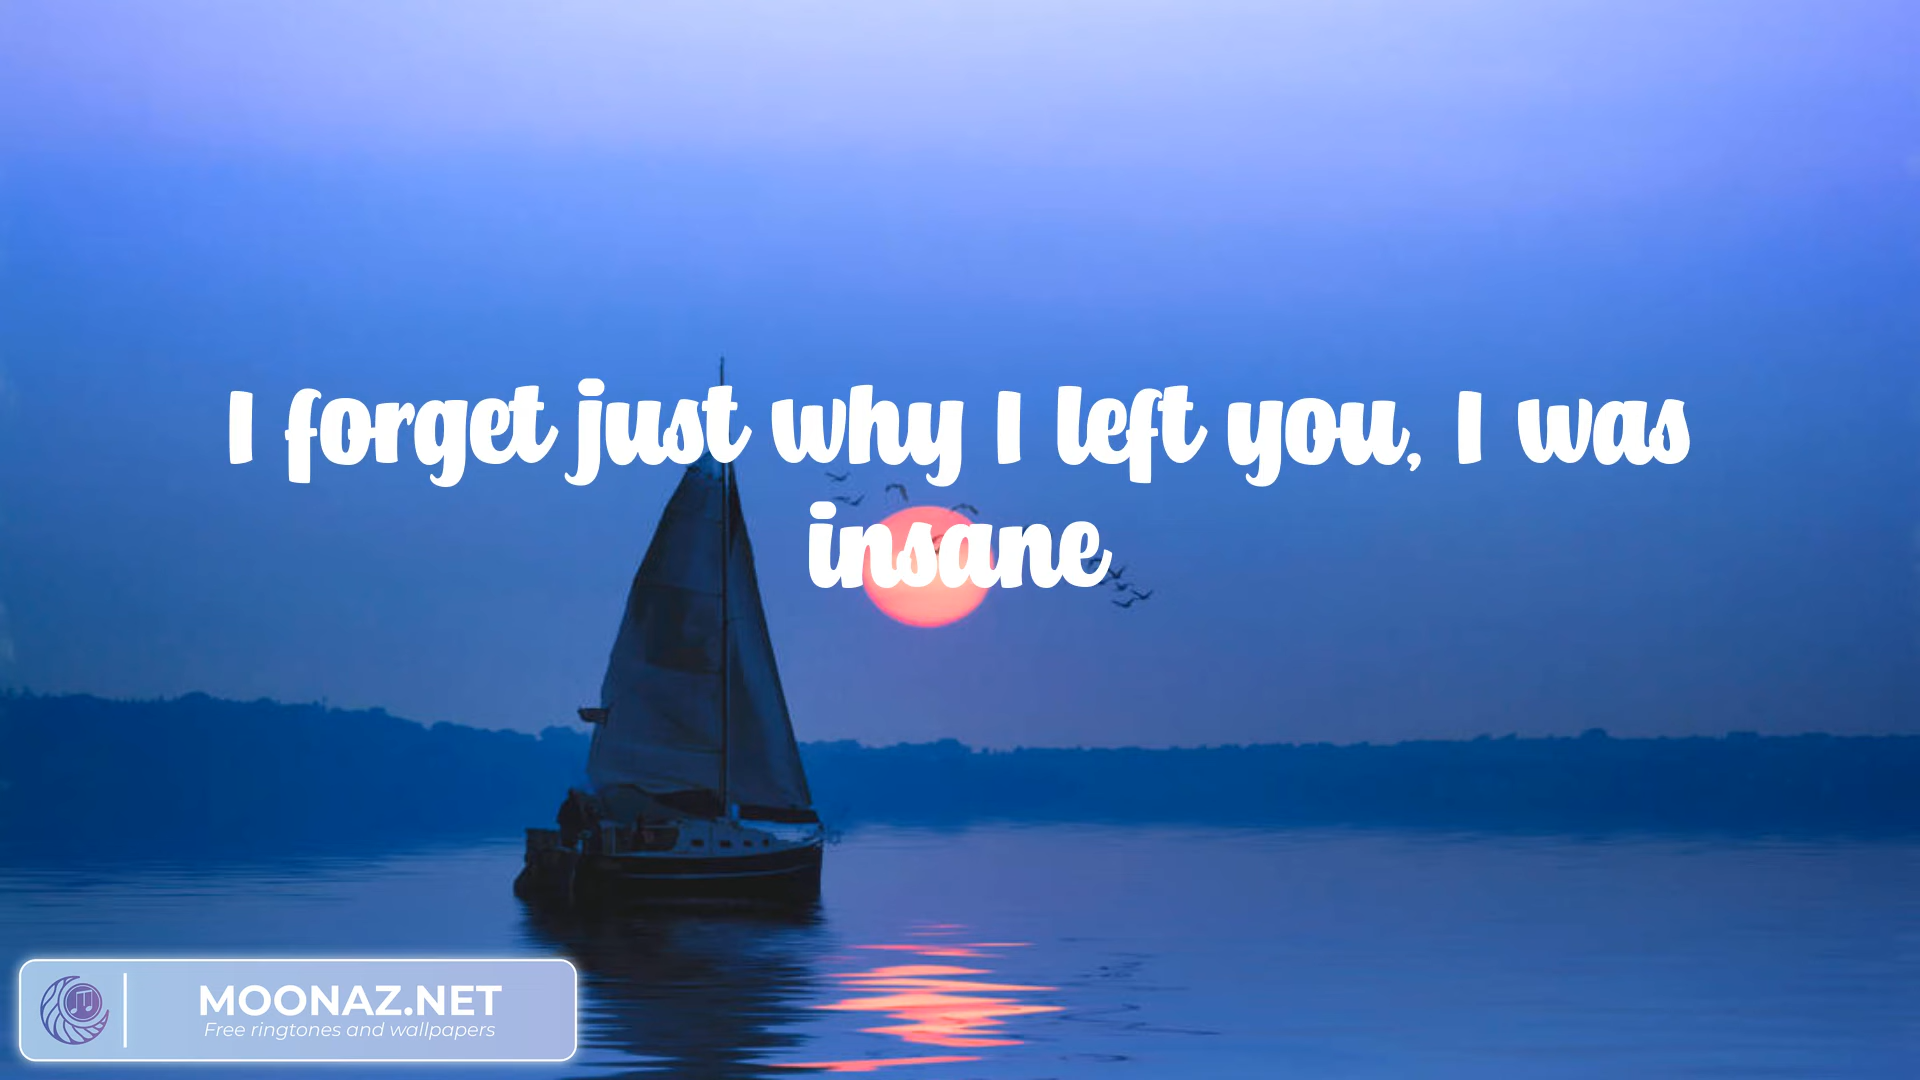 I forget just why I left you, I was
insane
MOONAZ.NET
Free ringtones and wallpapers